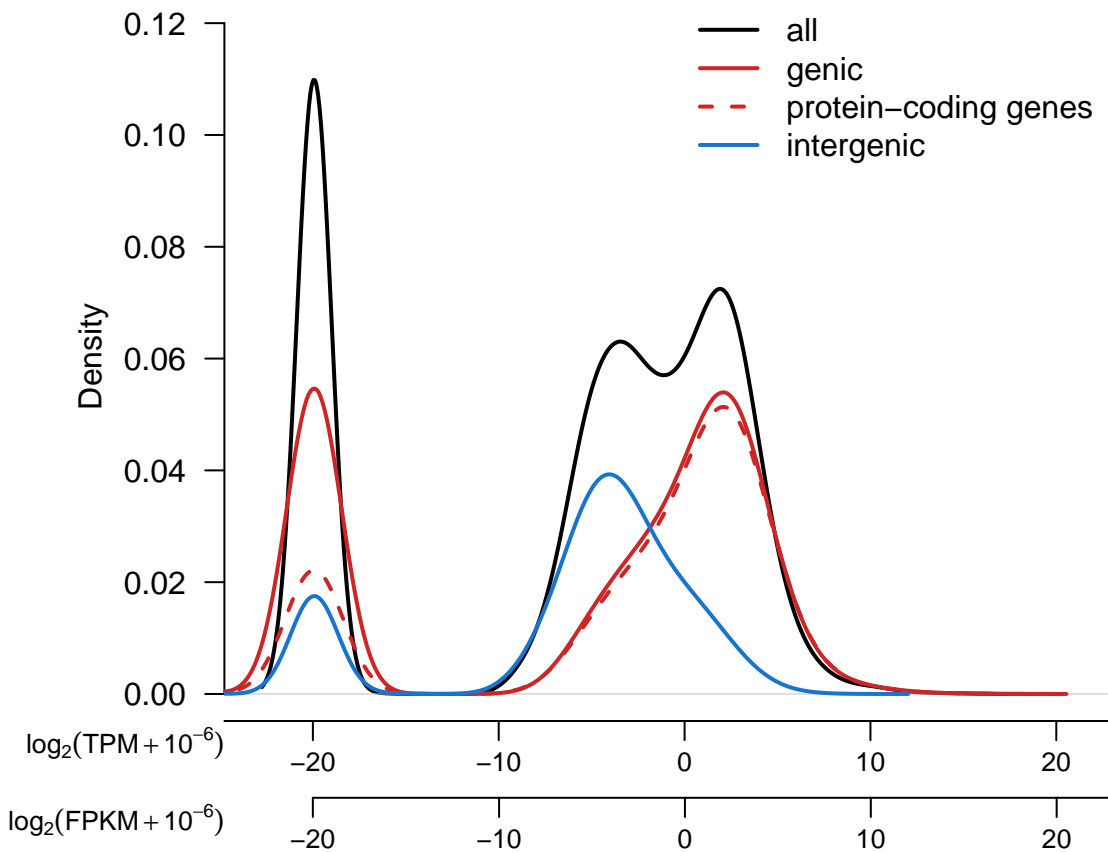 all
genic
protein−coding genes
intergenic
0.12
0.10
0.08
0.06
0.04
0.02
0.00
Density
log₂(TPM + 10⁻⁶)
−20 −10 0 10 20
log₂(FPKM + 10⁻⁶)
−20 −10 0 10 20